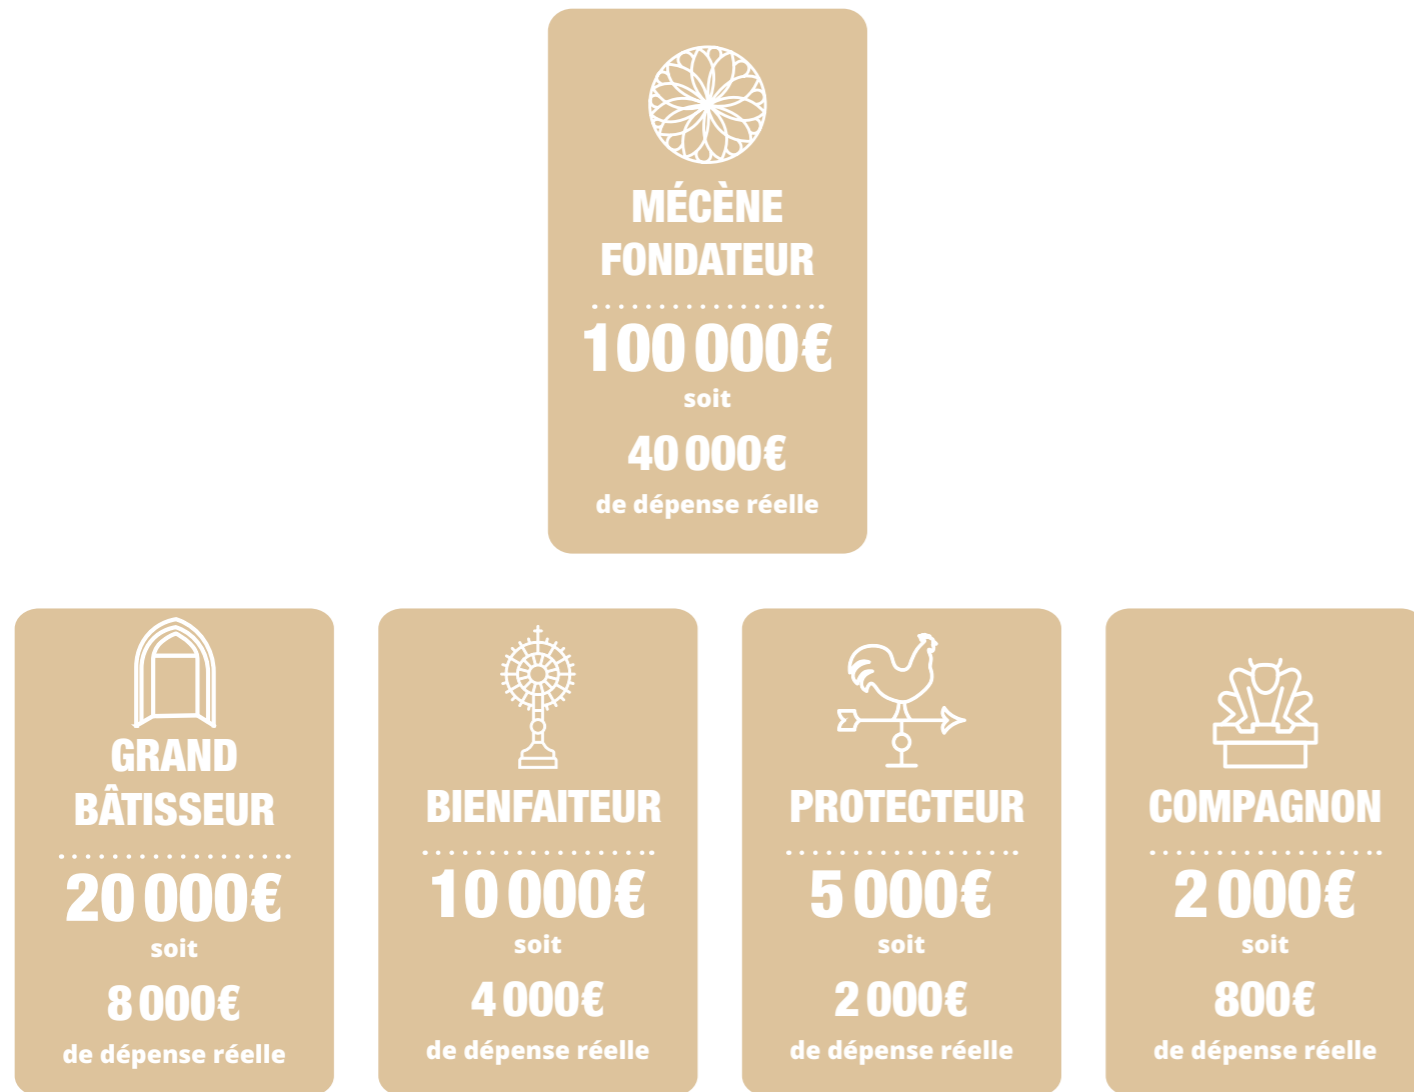 MÉCÈNE
FONDATEUR
100 000€
soit
40 000€
de dépense réelle
GRAND
BÂTISSEUR
20 000€
soit
8 000€
de dépense réelle
BIENFAITEUR
10 000€
soit
4 000€
de dépense réelle
PROTECTEUR
5 000€
soit
2 000€
de dépense réelle
COMPAGNON
2 000€
soit
800€
de dépense réelle